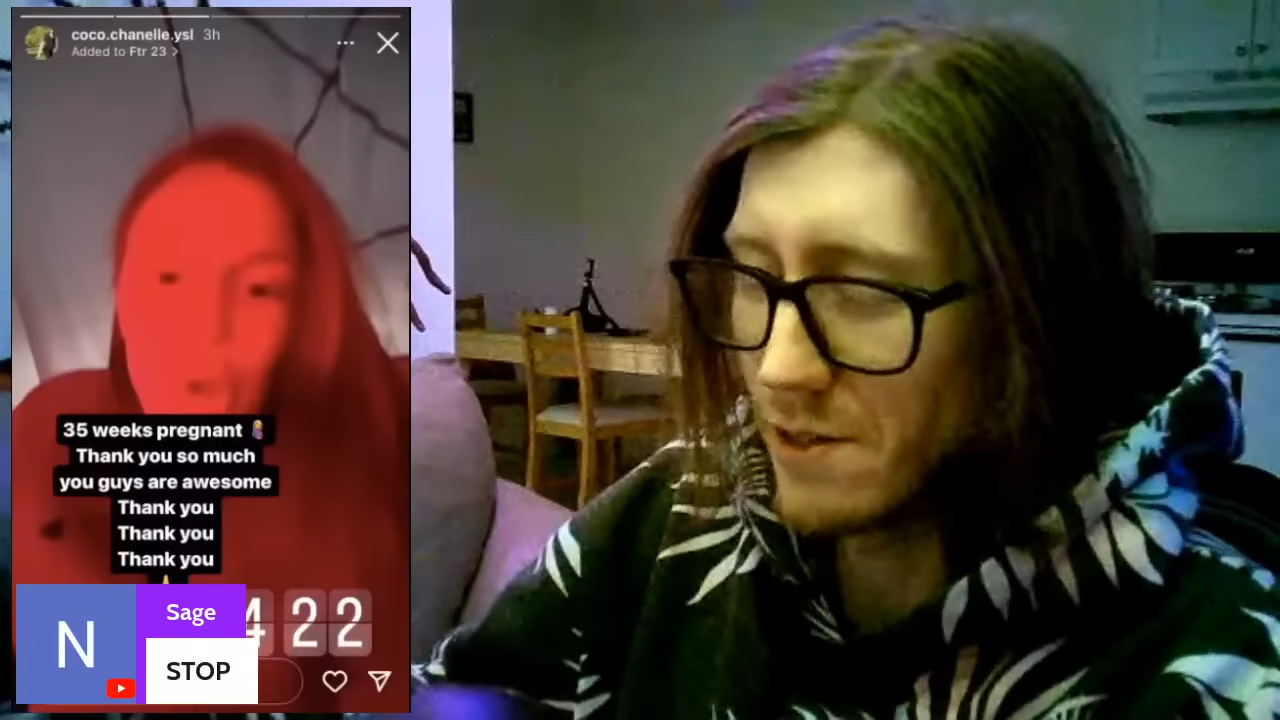 coco.chanelle.ysl 3h
Added to Ftr 23 >
35 weeks pregnant 🤰
Thank you so much
you guys are awesome
Thank you
Thank you
Thank you
4 22
N
Sage
STOP